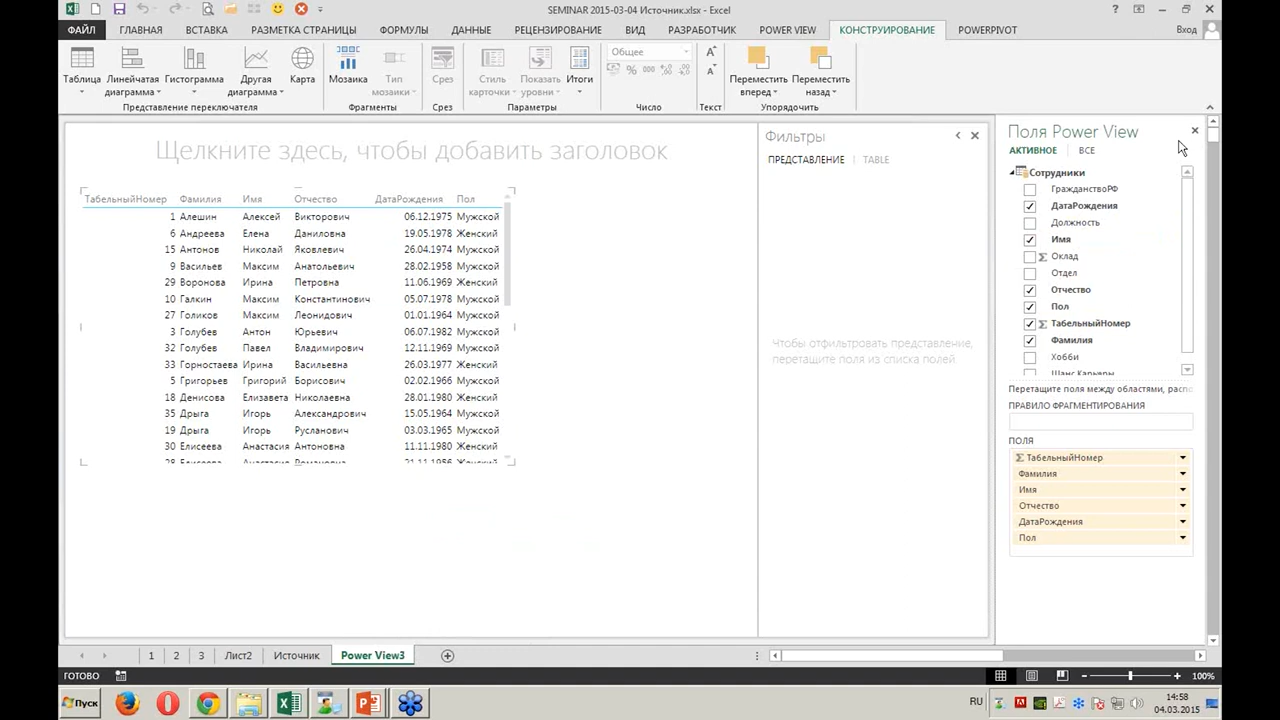 SEMINAR 2015-03-04 Источник.xlsx - Excel
ФАЙЛ ГЛАВНАЯ ВСТАВКА РАЗМЕТКА СТРАНИЦЫ ФОРМУЛЫ ДАННЫЕ РЕЦЕНЗИРОВАНИЕ ВИД РАЗРАБОТЧИК POWER VIEW КОНСТРУИРОВАНИЕ POWERPIVOT Вход
Таблица Линейчатая диаграмма Гистограмма Другая диаграмма Карта Мозаика Тип мозаики Срез Стиль карточки Показать уровни Итоги Общее Переместить вперед Переместить назад
Представление переключателя Фрагменты Срез Параметры Число Текст Упорядочить
Щелкните здесь, чтобы добавить заголовок
ТабельныйНомер Фамилия Имя Отчество ДатаРождения Пол
1 Алешин Алексей Викторович 06.12.1975 Мужской
6 Андреева Елена Даниловна 19.05.1978 Женский
15 Антонов Николай Яковлевич 26.04.1974 Мужской
9 Васильев Максим Анатольевич 28.02.1958 Мужской
29 Воронова Ирина Петровна 11.06.1969 Женский
10 Галкин Максим Константинович 05.07.1978 Мужской
27 Голиков Максим Леонидович 01.01.1964 Мужской
3 Голубев Антон Юрьевич 06.07.1982 Мужской
32 Голубев Павел Владимирович 12.11.1969 Мужской
33 Горностаева Ирина Васильевна 26.03.1977 Женский
5 Григорьев Григорий Борисович 02.02.1966 Мужской
18 Денисова Елизавета Николаевна 28.01.1980 Женский
35 Дрыга Игорь Александрович 15.05.1964 Мужской
19 Дрыга Игорь Русланович 03.03.1965 Мужской
30 Елисеева Анастасия Антоновна 11.11.1980 Женский
28 Елисеева Анастасия Романовна 21.11.1956 Женский
Фильтры
ПРЕДСТАВЛЕНИЕ TABLE
Чтобы отфильтровать представление,
перетащите поля из списка полей.
Поля Power View
АКТИВНОЕ ВСЕ
Сотрудники
ГражданствоРФ
ДатаРождения
Должность
Имя
Σ Оклад
Отдел
Отчество
Пол
Σ ТабельныйНомер
Фамилия
Хобби
Шанс Карьеры
Перетащите поля между областями, распо
ПРАВИЛО ФРАГМЕНТИРОВАНИЯ
ПОЛЯ
Σ ТабельныйНомер
Фамилия
Имя
Отчество
ДатаРождения
Пол
1 2 3 Лист2 Источник Power View3
ГОТОВО 100%
Пуск RU 14:58
04.03.2015